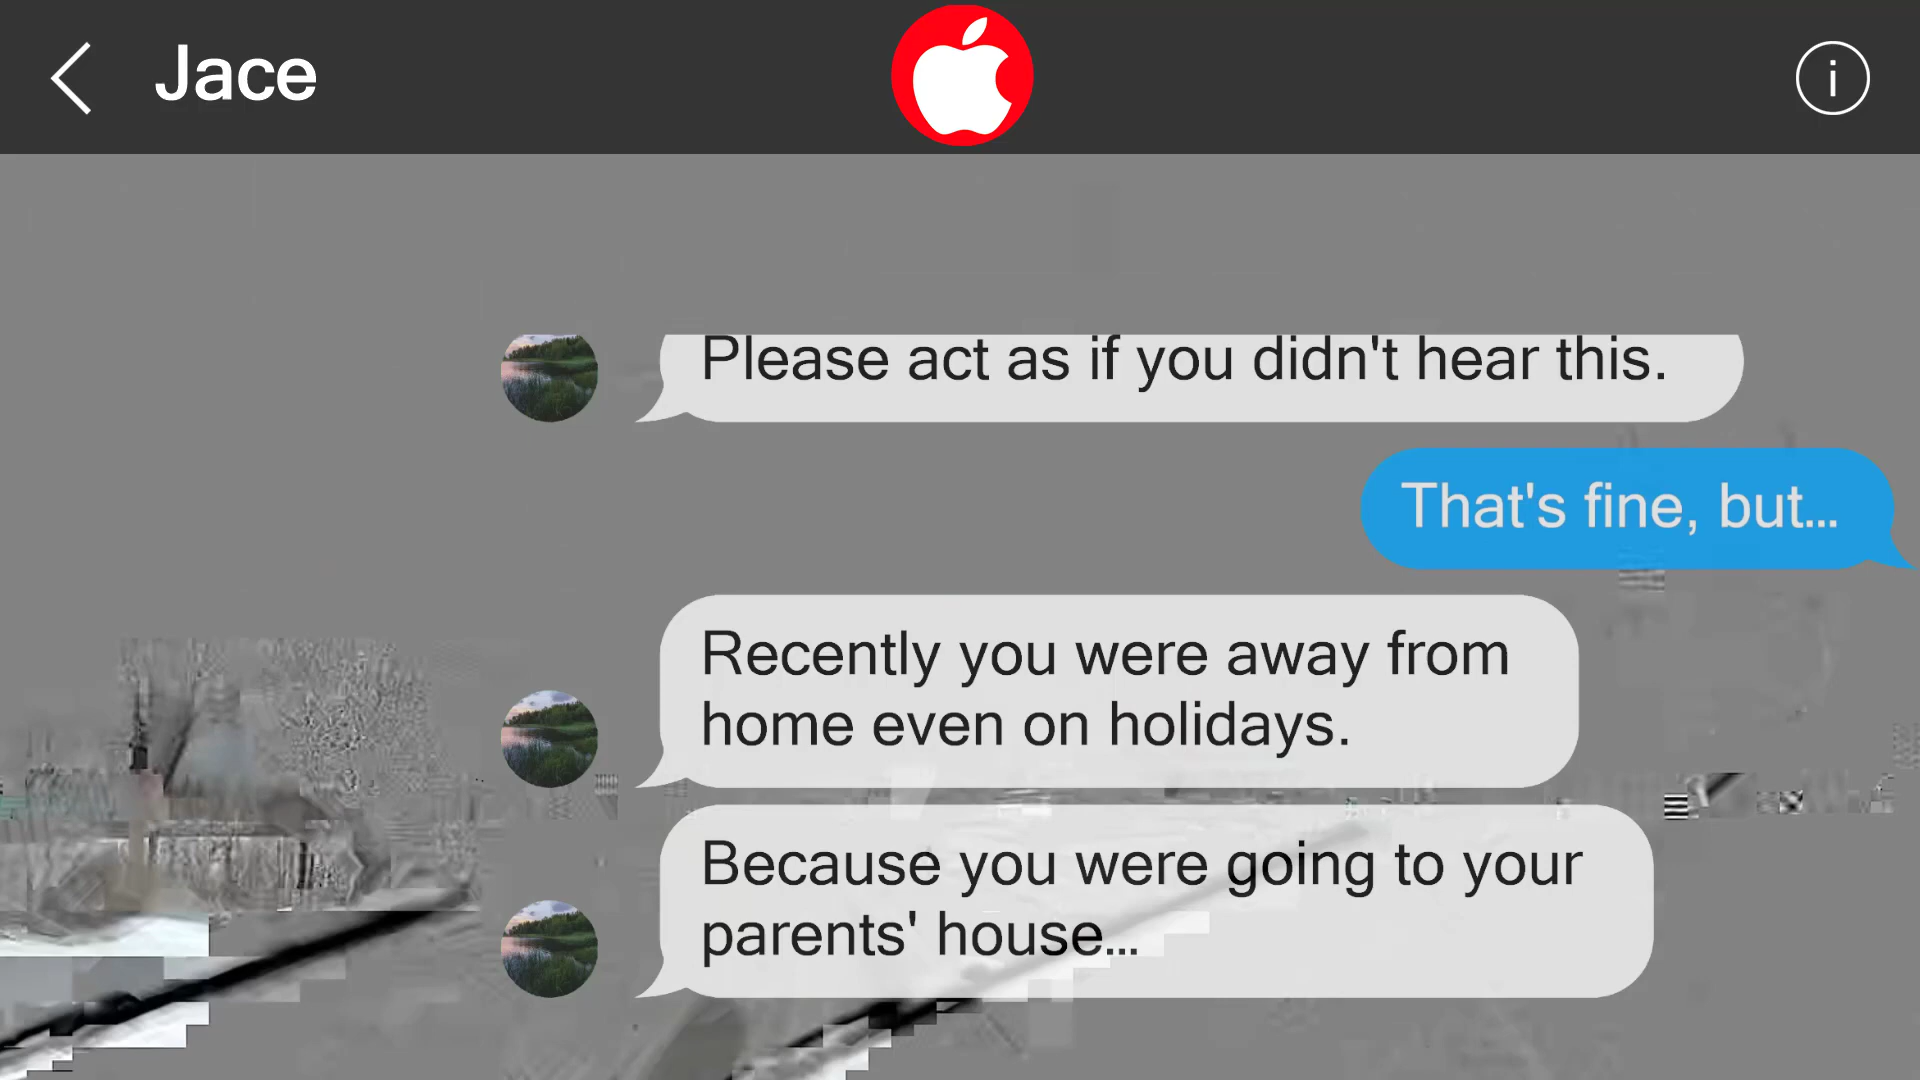 Jace
i
Please act as if you didn't hear this.
That's fine, but...
Recently you were away from
home even on holidays.
Because you were going to your
parents' house...